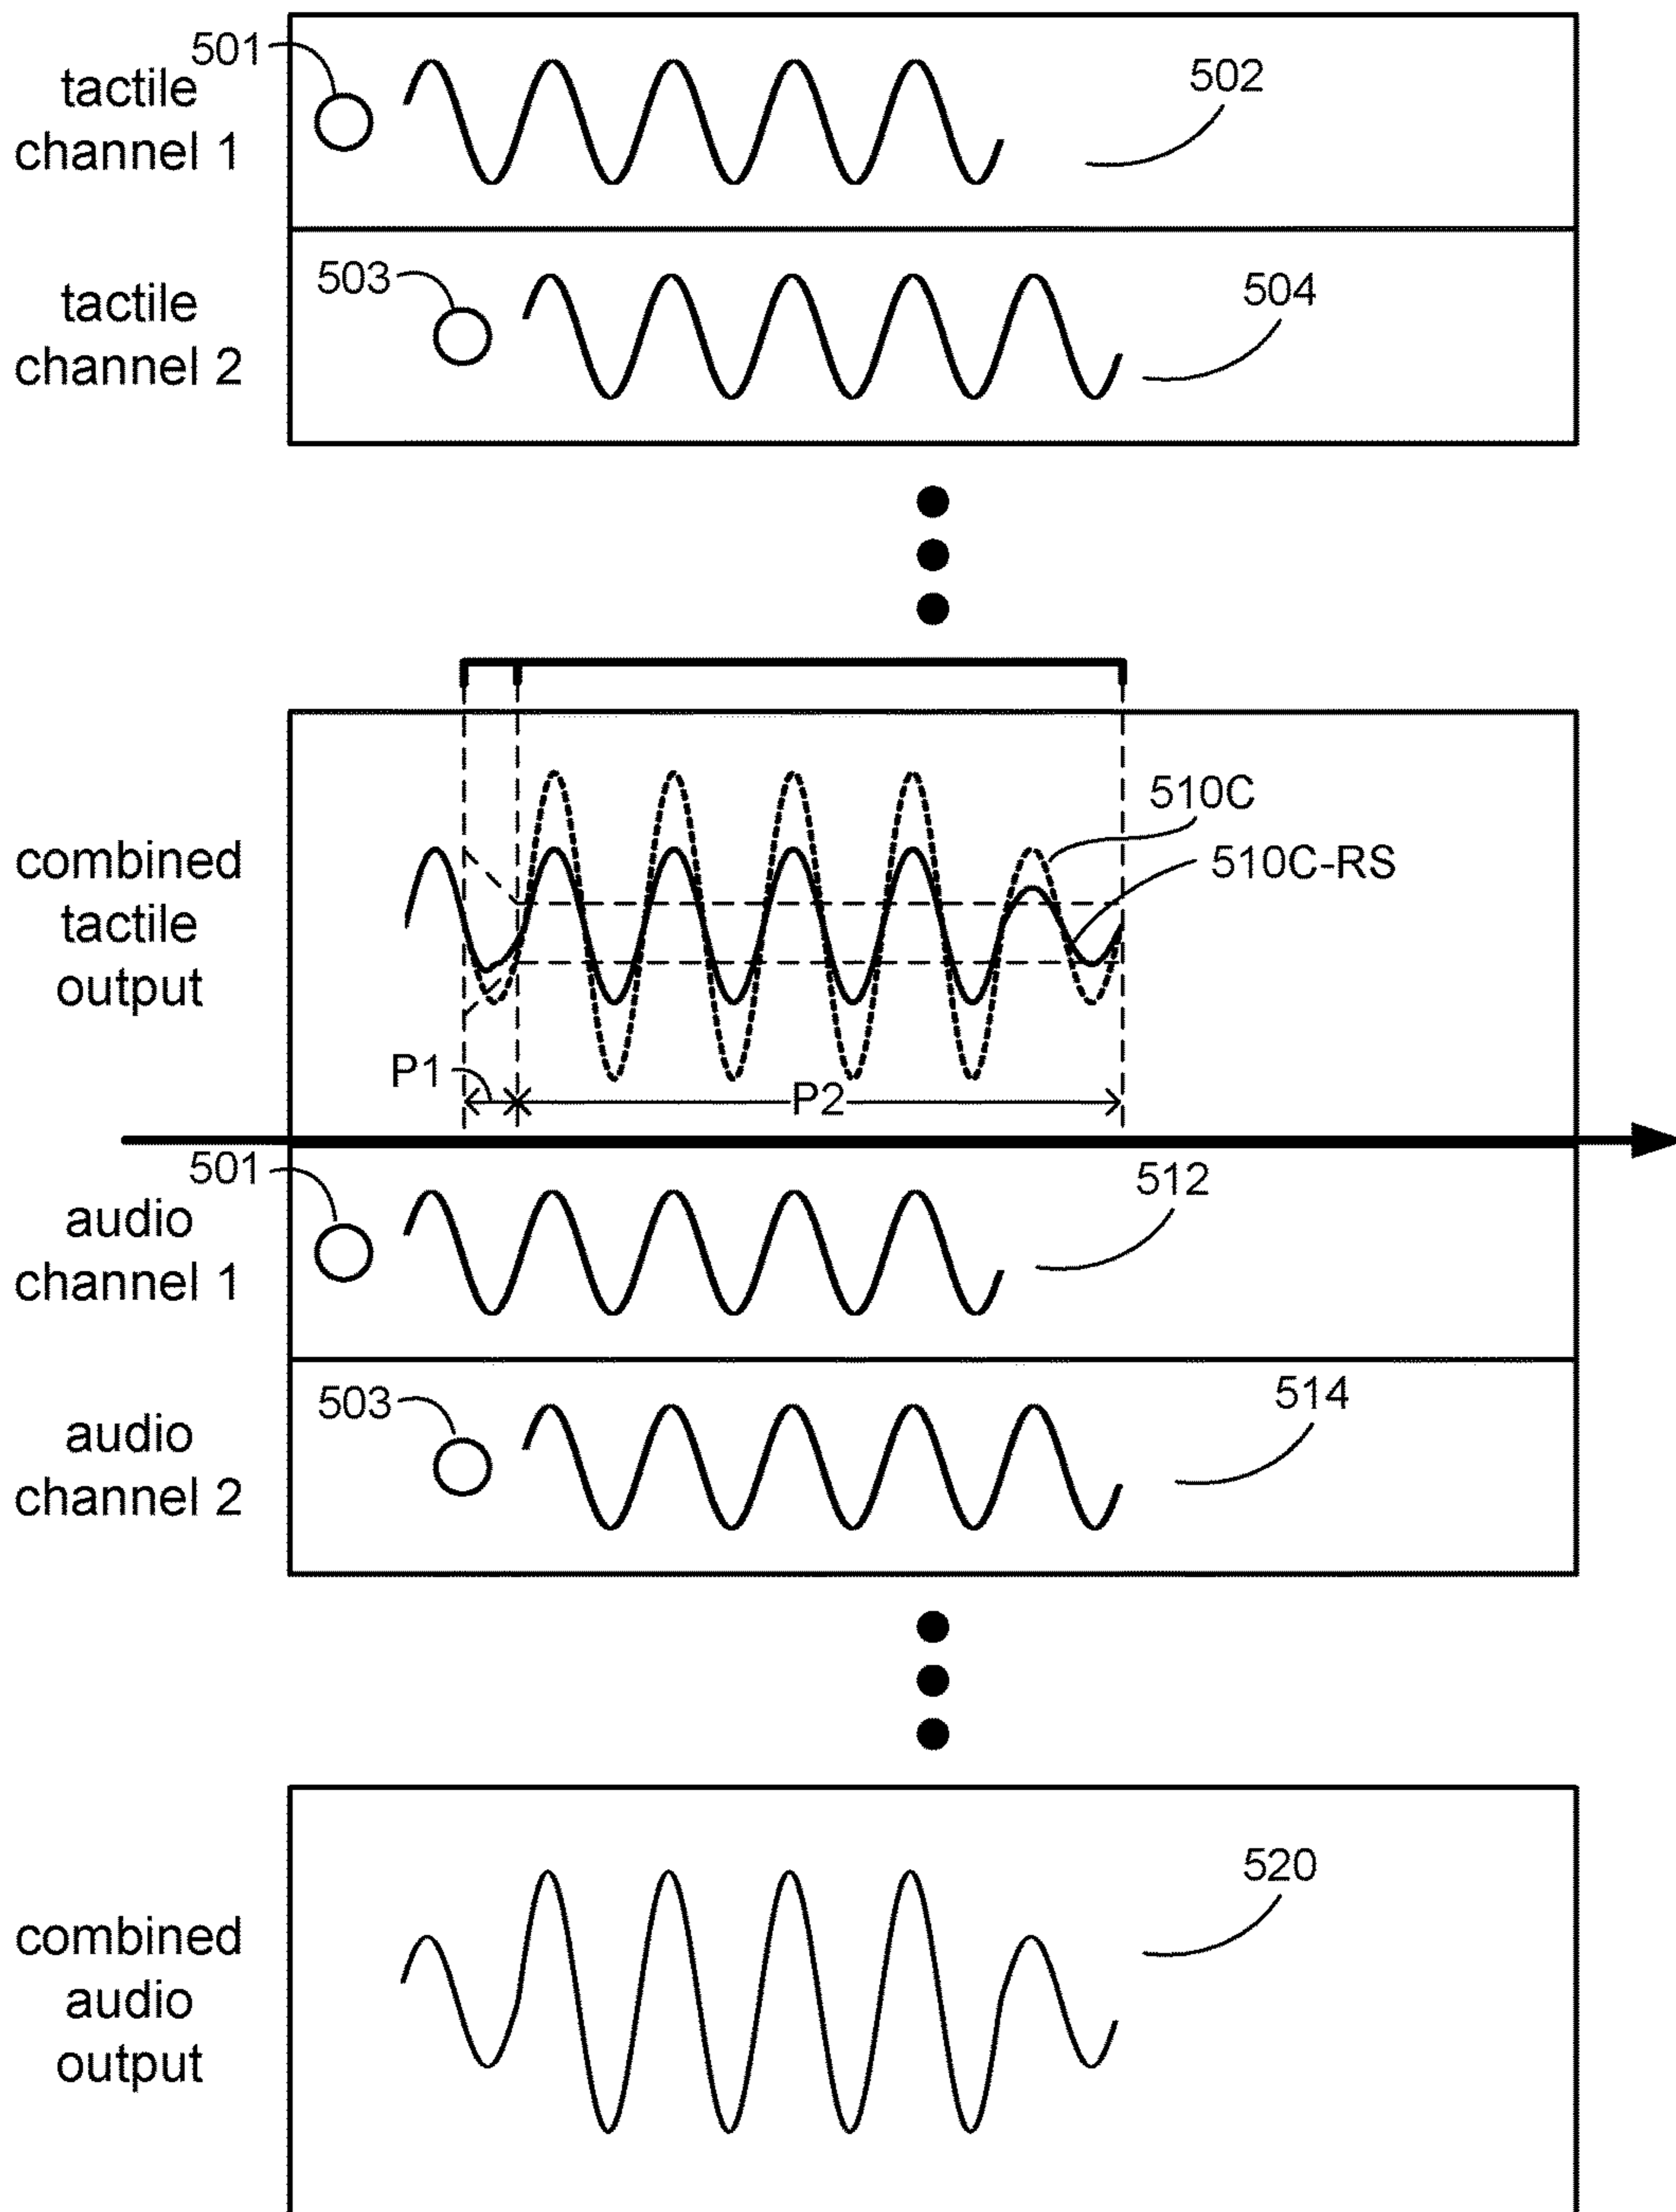 501
tactile
channel 1
502
503
tactile
channel 2
504
combined
tactile
output
510C
510C-RS
P1
P2
501
audio
channel 1
512
503
audio
channel 2
514
combined
audio
output
520